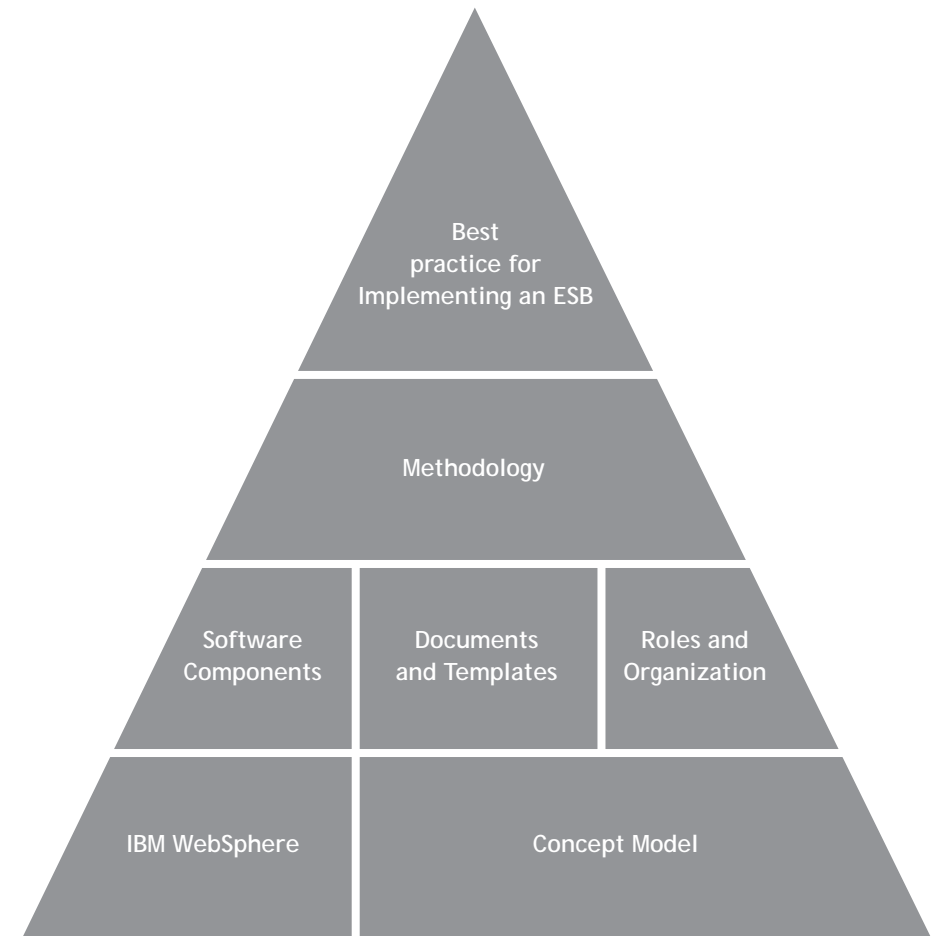 Best
practice for
Implementing an ESB
Methodology
Software
Components
Documents
and Templates
Roles and
Organization
IBM WebSphere
Concept Model